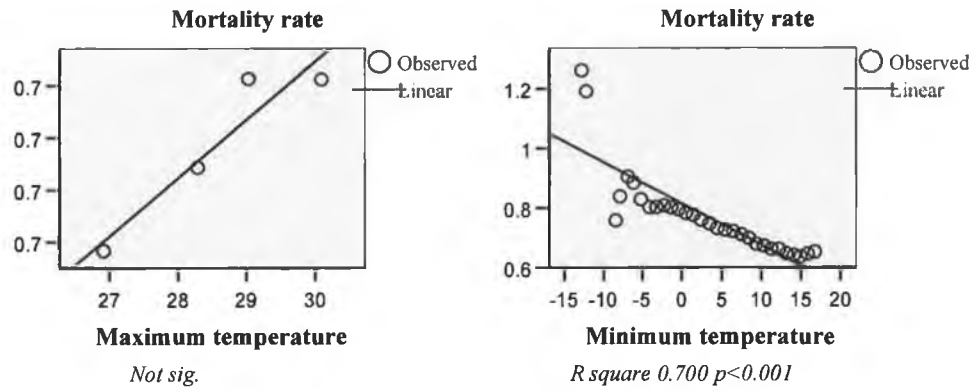 Mortality rate
0.7
0.7
0.7
0.7
27 28 29 30
Observed
Linear
Maximum temperature
Not sig.
Mortality rate
1.2
1
0.8
0.6
-15 -10 -5 0 5 10 15 20
Observed
Linear
Minimum temperature
R square 0.700 p<0.001